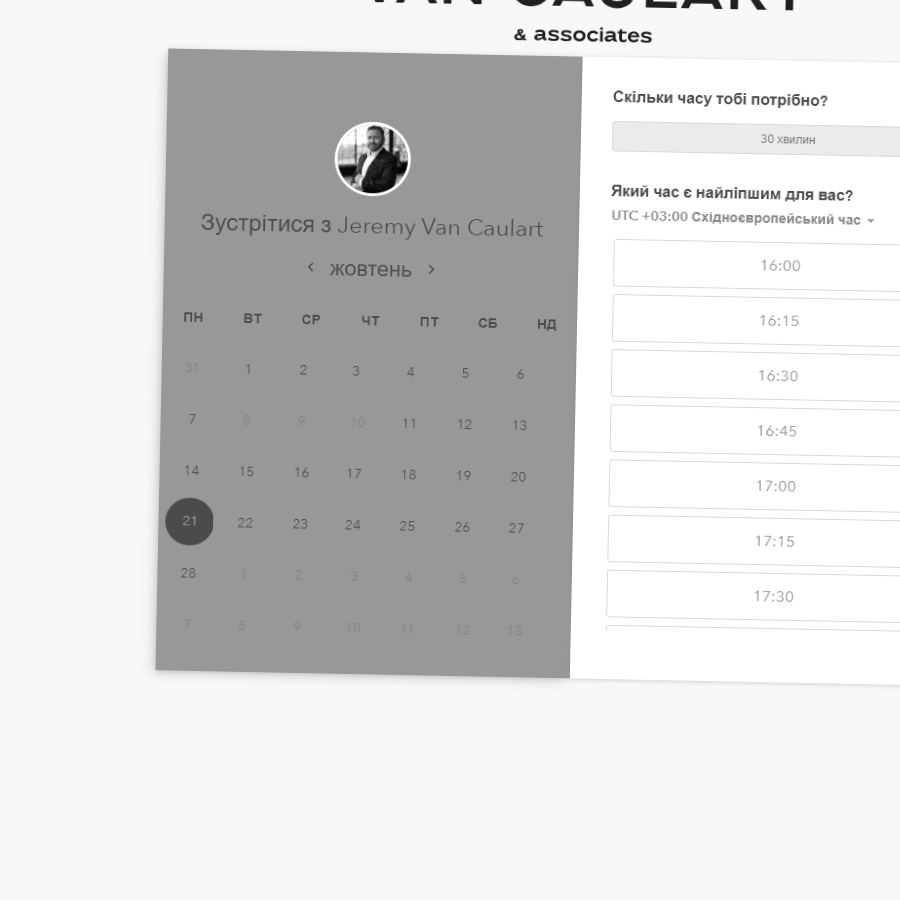 VAN CAULART
& associates
Зустрітися з Jeremy Van Caulart
жовтень
ПН ВТ СР ЧТ ПТ СБ НД
31 1 2 3 4 5 6
7 8 9 10 11 12 13
14 15 16 17 18 19 20
21 22 23 24 25 26 27
28 1 2 3 4 5 6
7 8 9 10 11 12 13
Скільки часу тобі потрібно?
30 хвилин
Який час є найліпшим для вас?
UTC +03:00 Східноєвропейський час
16:00
16:15
16:30
16:45
17:00
17:15
17:30